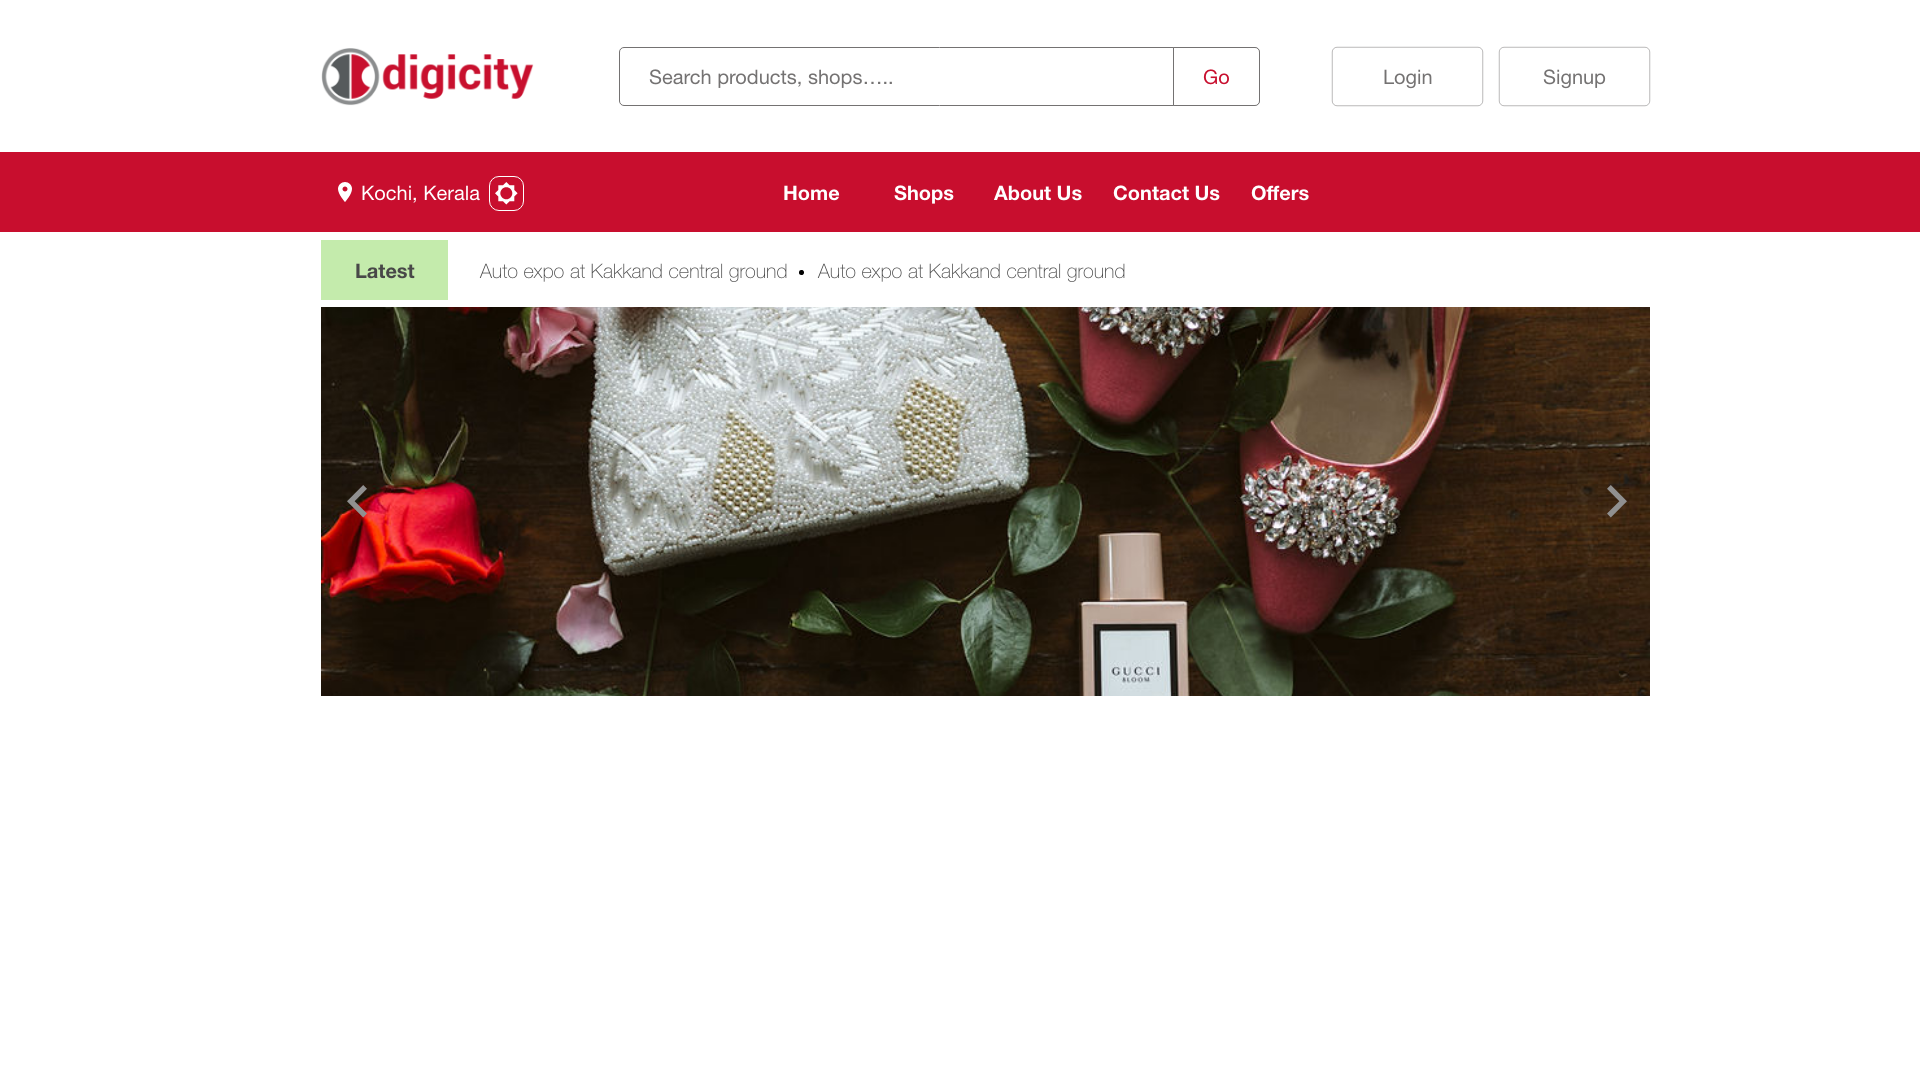 digicity
Search products, shops.....
Go
Login
Signup
Kochi, Kerala
Home
Shops
About Us
Contact Us
Offers
Latest
Auto expo at Kakkand central ground • Auto expo at Kakkand central ground
GUCCI
BLOOM